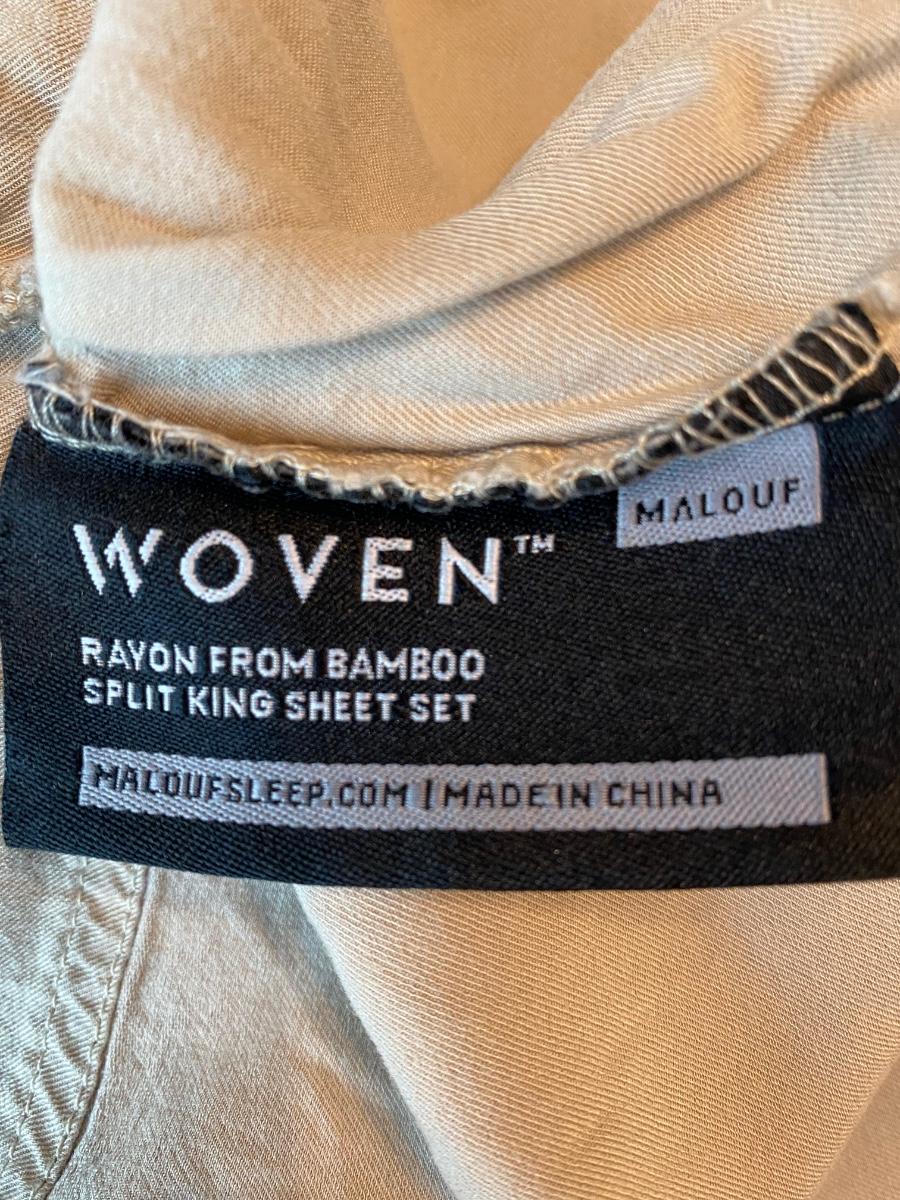 MALOUF
WOVEN™
RAYON FROM BAMBOO
SPLIT KING SHEET SET
MALOUFSLEEP.COM | MADE IN CHINA